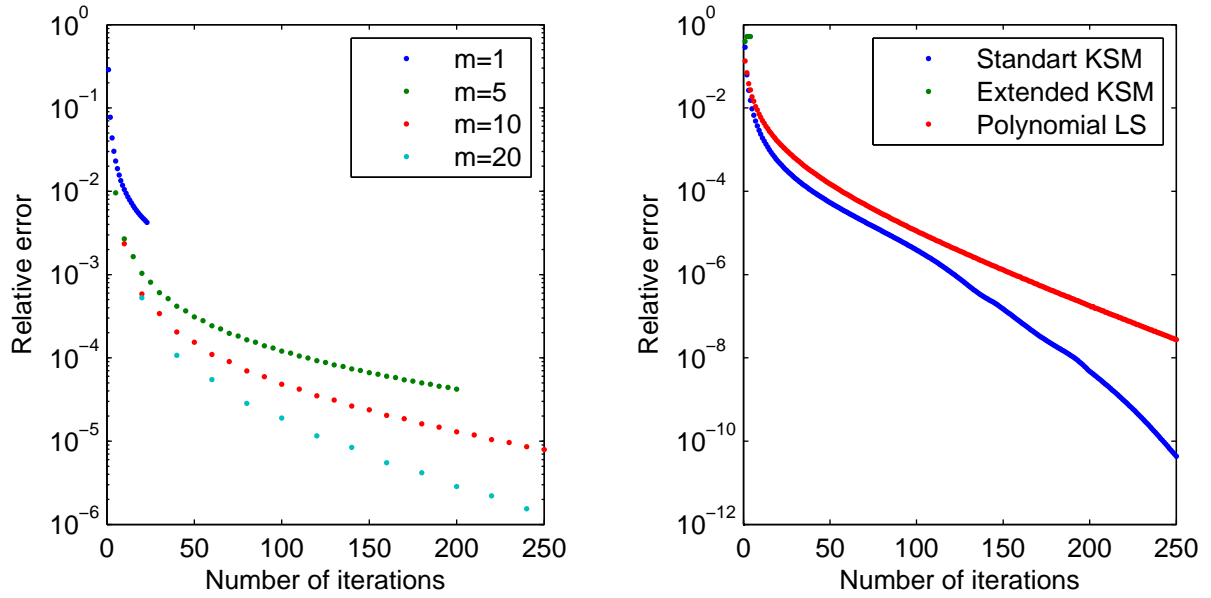 10^0
10^−1
10^−2
10^−3
10^−4
10^−5
10^−6
Relative error
0 50 100 150 200 250
Number of iterations
m=1
m=5
m=10
m=20
10^0
10^−2
10^−4
10^−6
10^−8
10^−10
10^−12
Relative error
0 50 100 150 200 250
Number of iterations
Standart KSM
Extended KSM
Polynomial LS